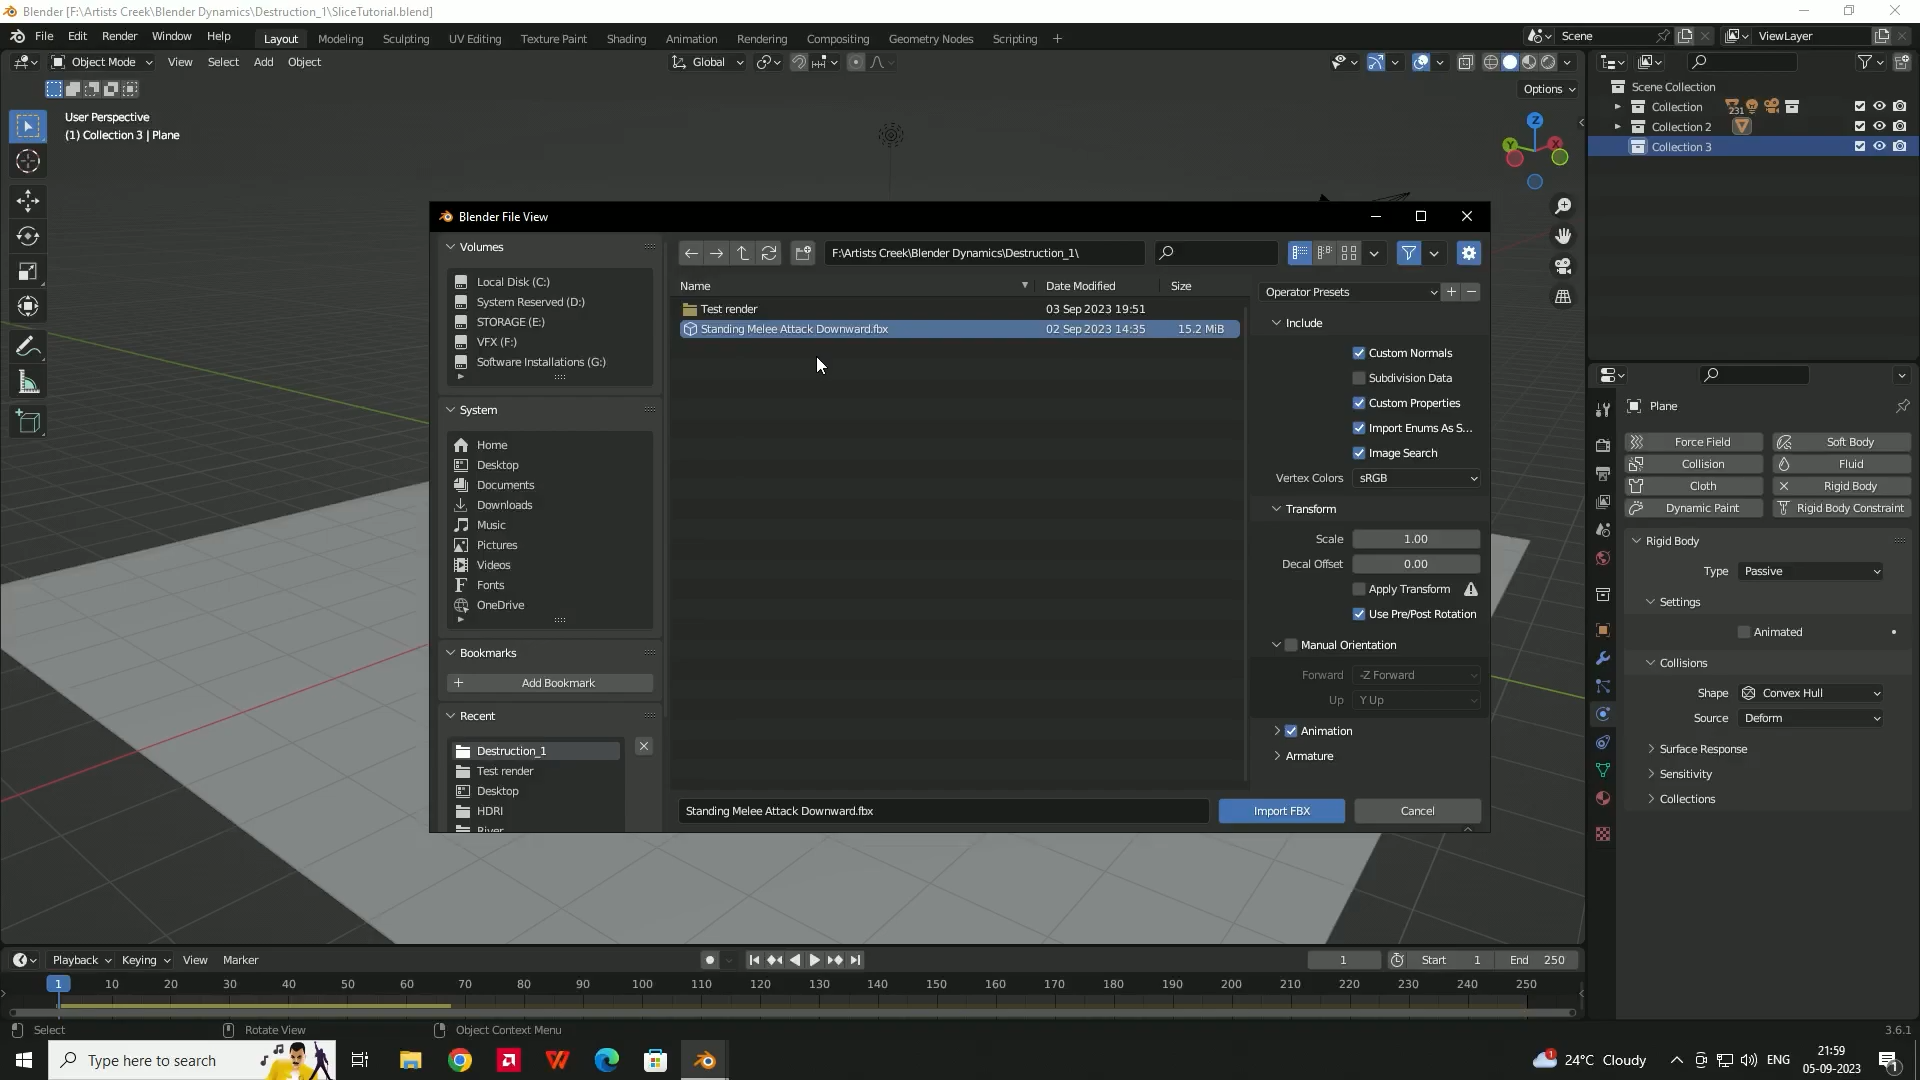 Blender [F:\Artists Creek\Blender Dynamics\Destruction_1\SliceTutorial.blend]
File Edit Render Window Help Layout Modeling Sculpting UV Editing Texture Paint Shading Animation Rendering Compositing Geometry Nodes Scripting + Scene ViewLayer
Object Mode View Select Add Object Global
Options
User Perspective
(1) Collection 3 | Plane
Z
Y X
Scene Collection
Collection 231
Collection 2
Collection 3
Blender File View
Volumes
Local Disk (C:)
System Reserved (D:)
STORAGE (E:)
VFX (F:)
Software Installations (G:)
System
Home
Desktop
Documents
Downloads
Music
Pictures
Videos
Fonts
OneDrive
Bookmarks
Add Bookmark
Recent
Destruction_1
Test render
Desktop
HDRI
River
F:\Artists Creek\Blender Dynamics\Destruction_1\
Name Date Modified Size
Test render 03 Sep 2023 19:51
Standing Melee Attack Downward.fbx 02 Sep 2023 14:35 15.2 MiB
Operator Presets
Include
Custom Normals
Subdivision Data
Custom Properties
Import Enums As S...
Image Search
Vertex Colors sRGB
Transform
Scale 1.00
Decal Offset 0.00
Apply Transform
Use Pre/Post Rotation
Manual Orientation
Forward -Z Forward
Up Y Up
Animation
Armature
Standing Melee Attack Downward.fbx Import FBX Cancel
Plane
Force Field Soft Body
Collision Fluid
Cloth Rigid Body
Dynamic Paint Rigid Body Constraint
Rigid Body
Type Passive
Settings
Animated
Collisions
Shape Convex Hull
Source Deform
Surface Response
Sensitivity
Collections
Playback Keying View Marker 1 Start 1 End 250
1 10 20 30 40 50 60 70 80 90 100 110 120 130 140 150 160 170 180 190 200 210 220 230 240 250
Select Rotate View Object Context Menu 3.6.1
Type here to search 1 24°C Cloudy ENG 21:59
05-09-2023 1